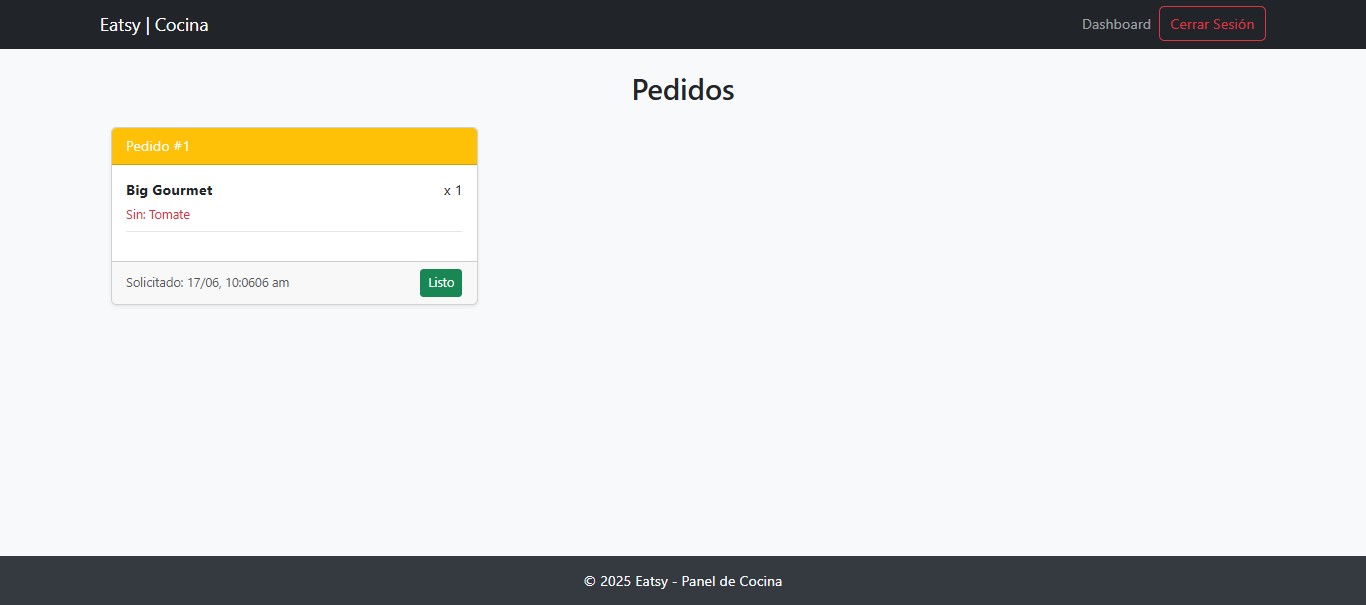 Eatsy | Cocina
Dashboard
Cerrar Sesión
Pedidos
Pedido #1
Big Gourmet x 1
Sin: Tomate
Solicitado: 17/06, 10:0606 am
Listo
© 2025 Eatsy - Panel de Cocina